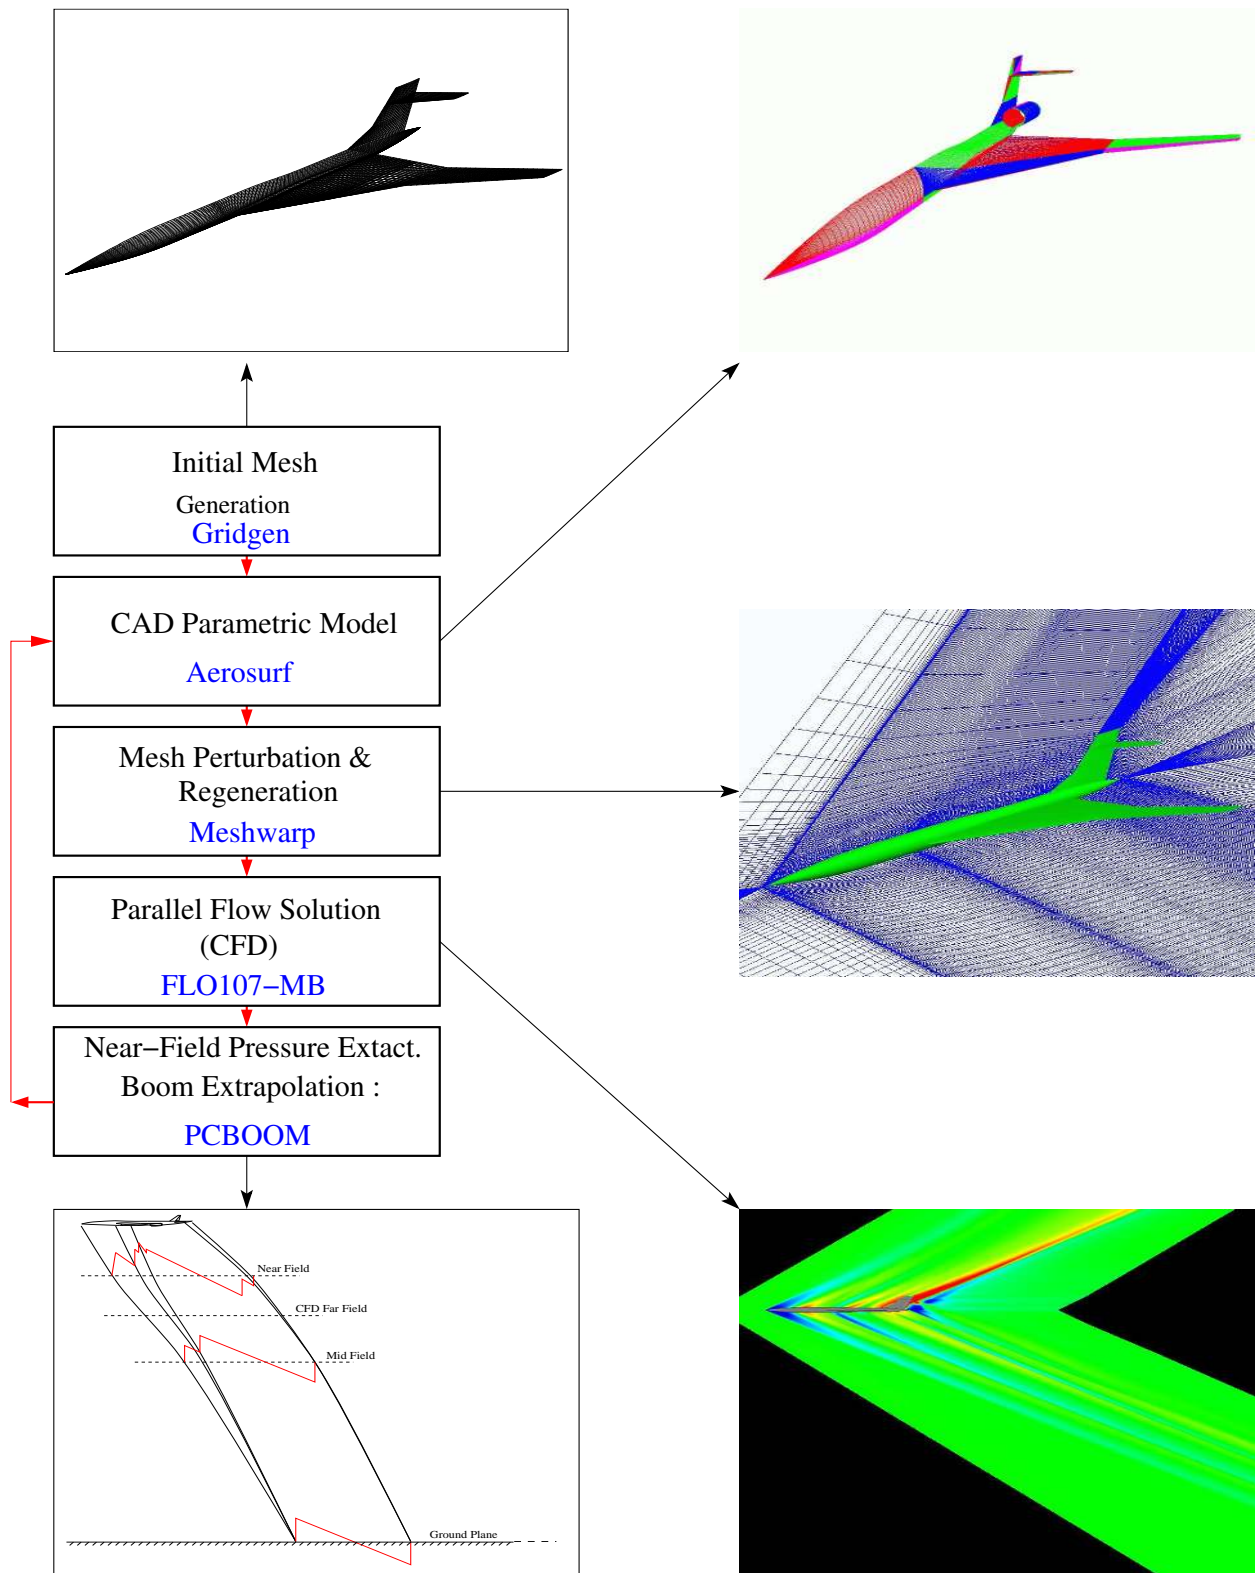 Initial Mesh
Generation
Gridgen
CAD Parametric Model
Aerosurf
Mesh Perturbation &
Regeneration
Meshwarp
Parallel Flow Solution
(CFD)
FLO107−MB
Near−Field Pressure Extact.
Boom Extrapolation :
PCBOOM
Near Field
CFD Far Field
Mid Field
Ground Plane